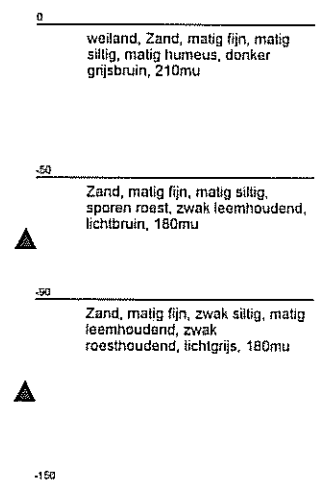 0
weiland, Zand, matig fijn, matig
siltig, matig humeus, donker
grijsbruin, 210mu
-50
Zand, matig fijn, matig siltig,
sporen roest, zwak leemhoudend,
lichtbruin, 180mu
-90
Zand, matig fijn, zwak siltig, matig
leemhoudend, zwak
roesthoudend, lichtgrijs, 180mu
-150